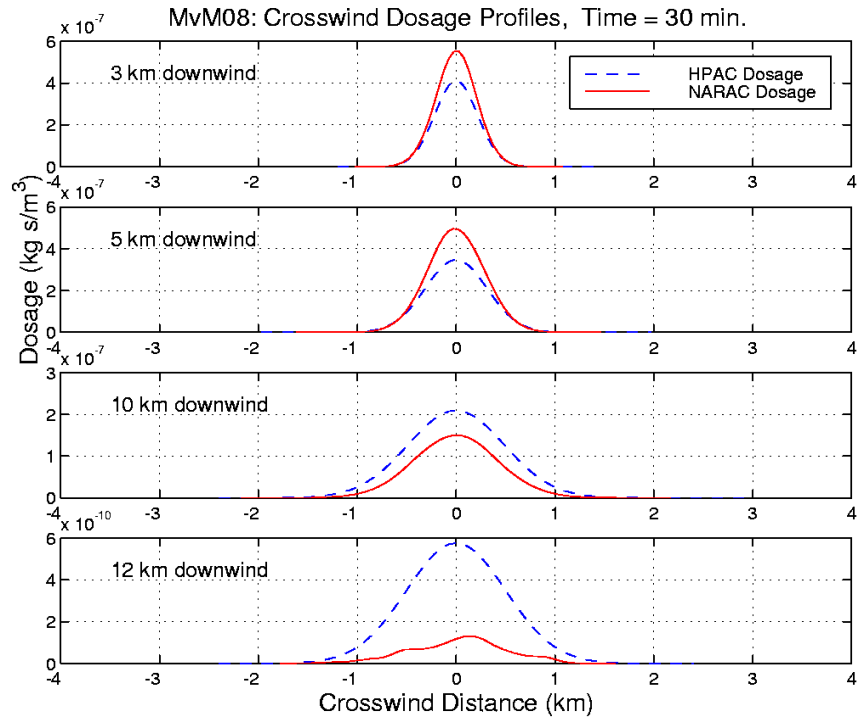 MvM08: Crosswind Dosage Profiles, Time = 30 min.
x 10-7
6
4
2
0
3 km downwind
HPAC Dosage
NARAC Dosage
-4 -3 -2 -1 0 1 2 3 4
x 10-7
6
4
2
0
5 km downwind
-4 -3 -2 -1 0 1 2 3 4
Dosage (kg s/m3)
x 10-7
3
2
1
0
10 km downwind
-4 -3 -2 -1 0 1 2 3 4
x 10-10
6
4
2
0
12 km downwind
-4 -3 -2 -1 0 1 2 3 4
Crosswind Distance (km)